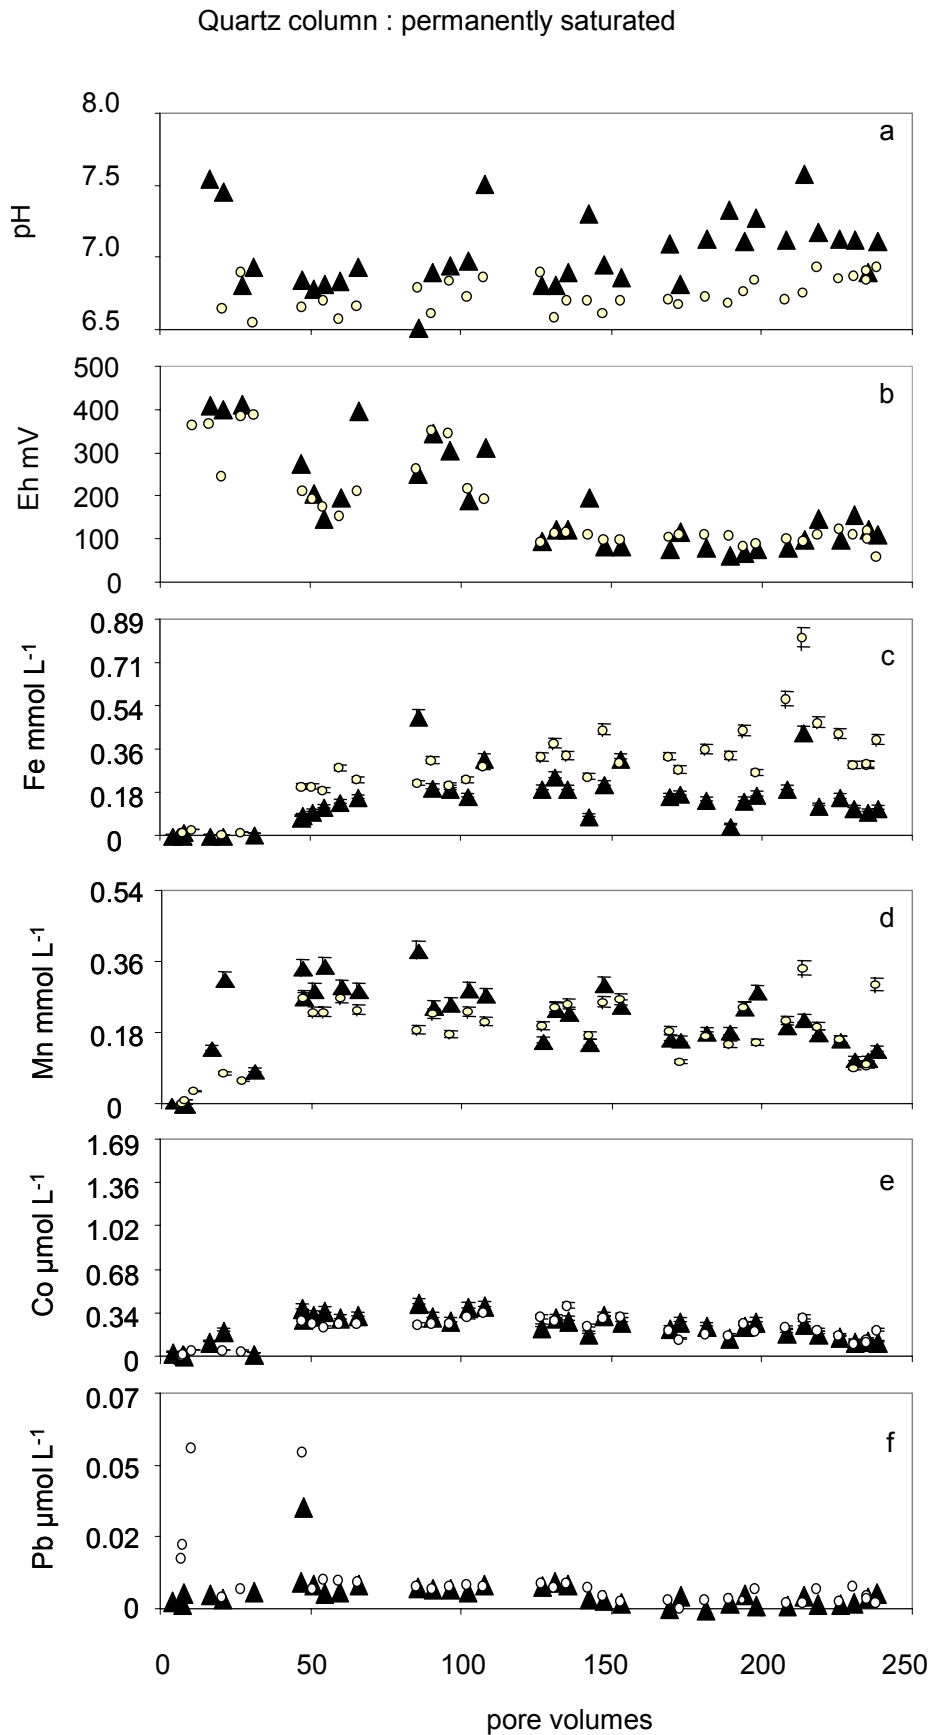 Quartz column : permanently saturated
8.0
a
7.5
pH
7.0
6.5
500
b
400
300
Eh mV
200
100
0
0.89
c
0.71
0.54
Fe mmol L-1
0.36
0.18
0
0.54
d
0.36
Mn mmol L-1
0.18
0
1.69
1.36
e
1.02
Co µmol L-1
0.68
0.34
0
0.07
f
0.05
Pb µmol L-1
0.02
0
0 50 100 150 200 250
pore volumes